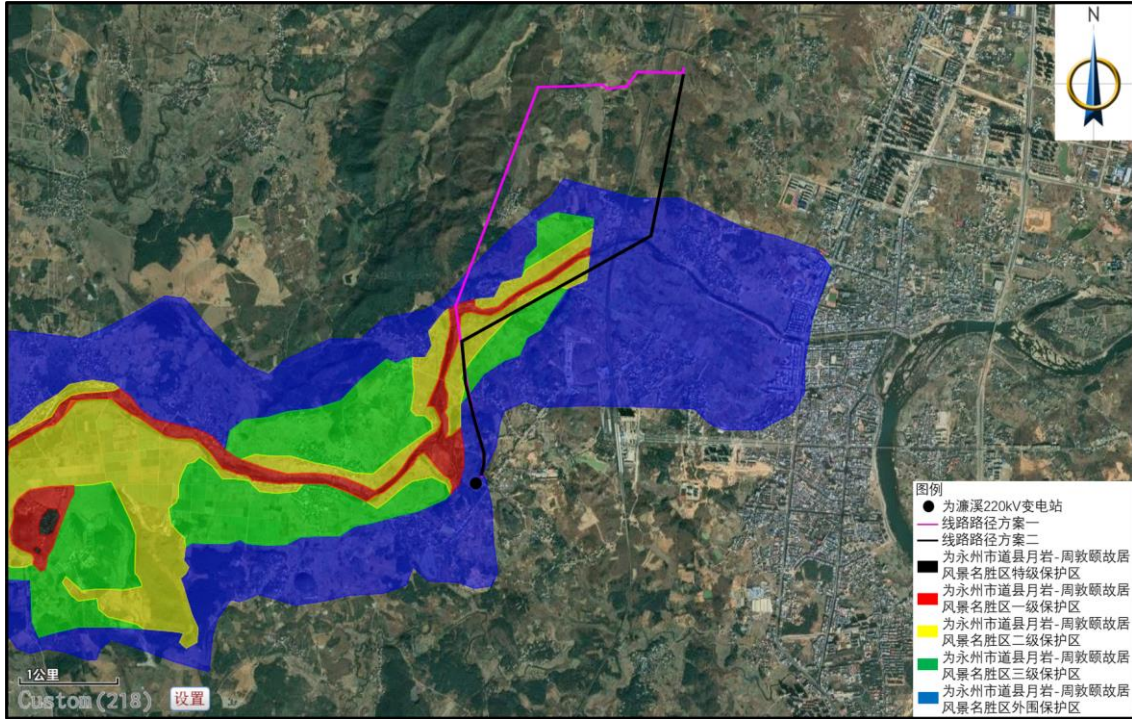 N
图例
为濂溪220kV变电站
线路路径方案一
线路路径方案二
为永州市道县月岩-周敦颐故居
风景名胜区特级保护区
为永州市道县月岩-周敦颐故居
风景名胜区一级保护区
为永州市道县月岩-周敦颐故居
风景名胜区二级保护区
为永州市道县月岩-周敦颐故居
风景名胜区三级保护区
为永州市道县月岩-周敦颐故居
风景名胜区外围保护区
1公里
Custom(218) 设置